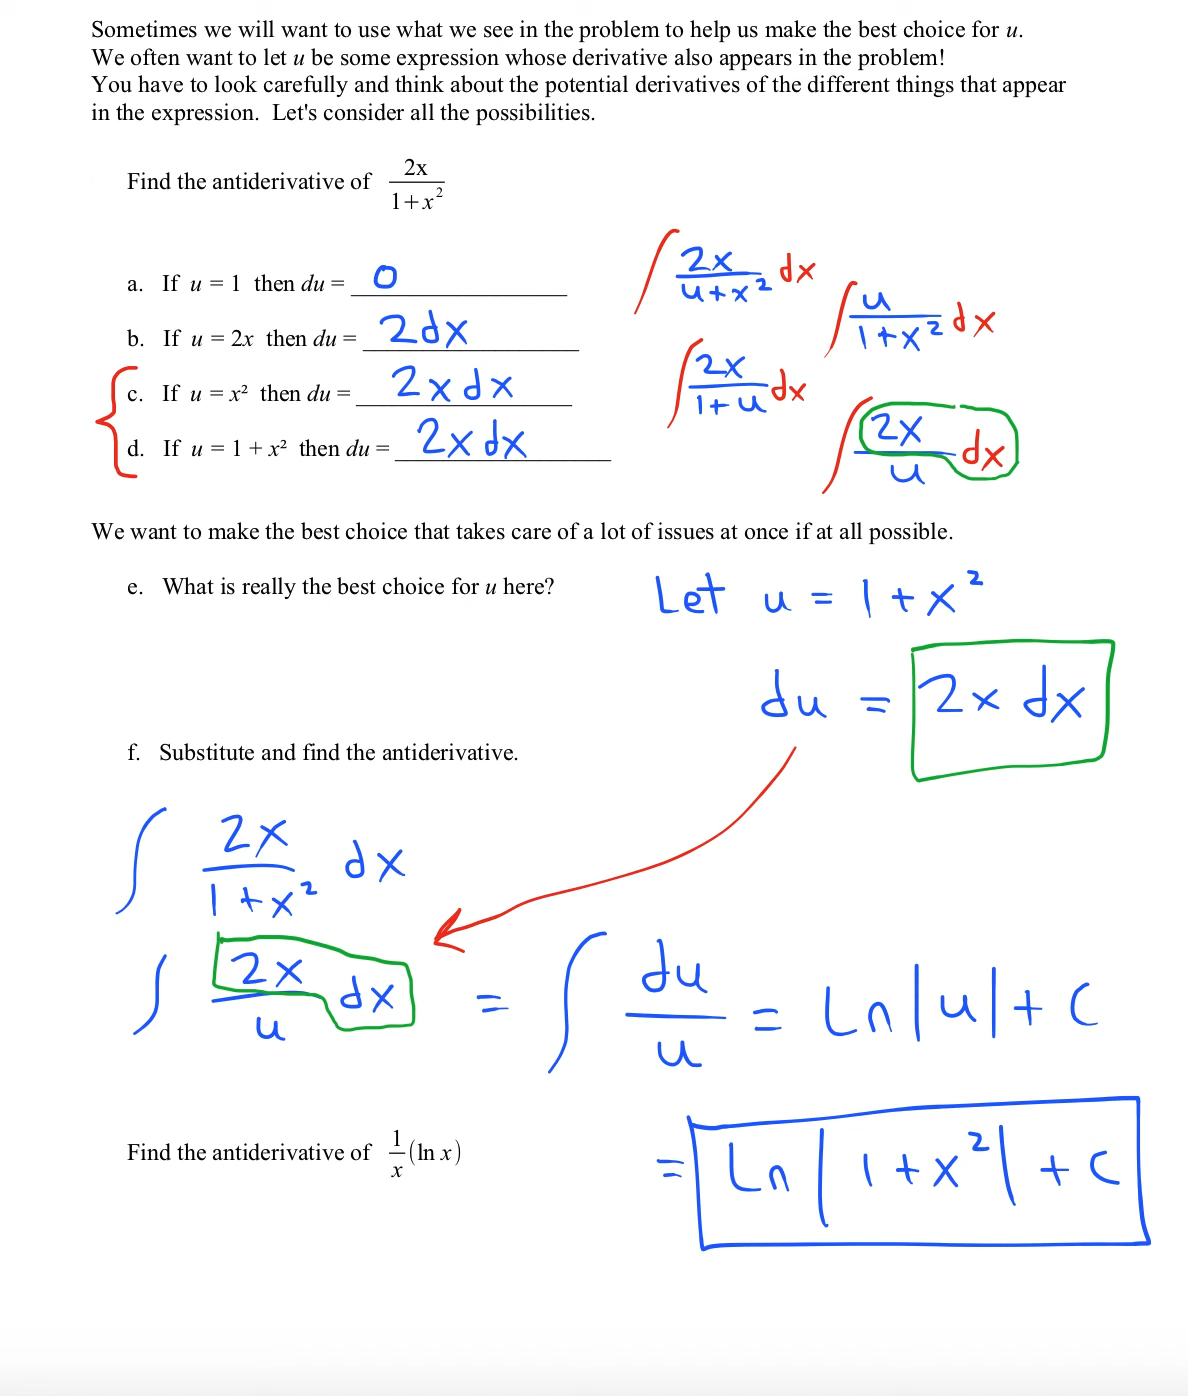 Sometimes we will want to use what we see in the problem to help us make the best choice for u.
We often want to let u be some expression whose derivative also appears in the problem!
You have to look carefully and think about the potential derivatives of the different things that appear
in the expression. Let's consider all the possibilities.
Find the antiderivative of 2x/(1+x²)
a. If u = 1 then du = 0
b. If u = 2x then du = 2dx
c. If u = x² then du = 2x dx
d. If u = 1 + x² then du = 2x dx
∫ 2x/(u+x²) dx
∫ u/(1+x²) dx
∫ 2x/(1+u) dx
∫ 2x/u dx
We want to make the best choice that takes care of a lot of issues at once if at all possible.
e. What is really the best choice for u here?
Let u = 1+x²
du = 2x dx
f. Substitute and find the antiderivative.
∫ 2x/(1+x²) dx
∫ 2x/u dx = ∫ du/u = Ln|u|+C
= Ln|1+x²|+C
Find the antiderivative of 1/x (ln x)